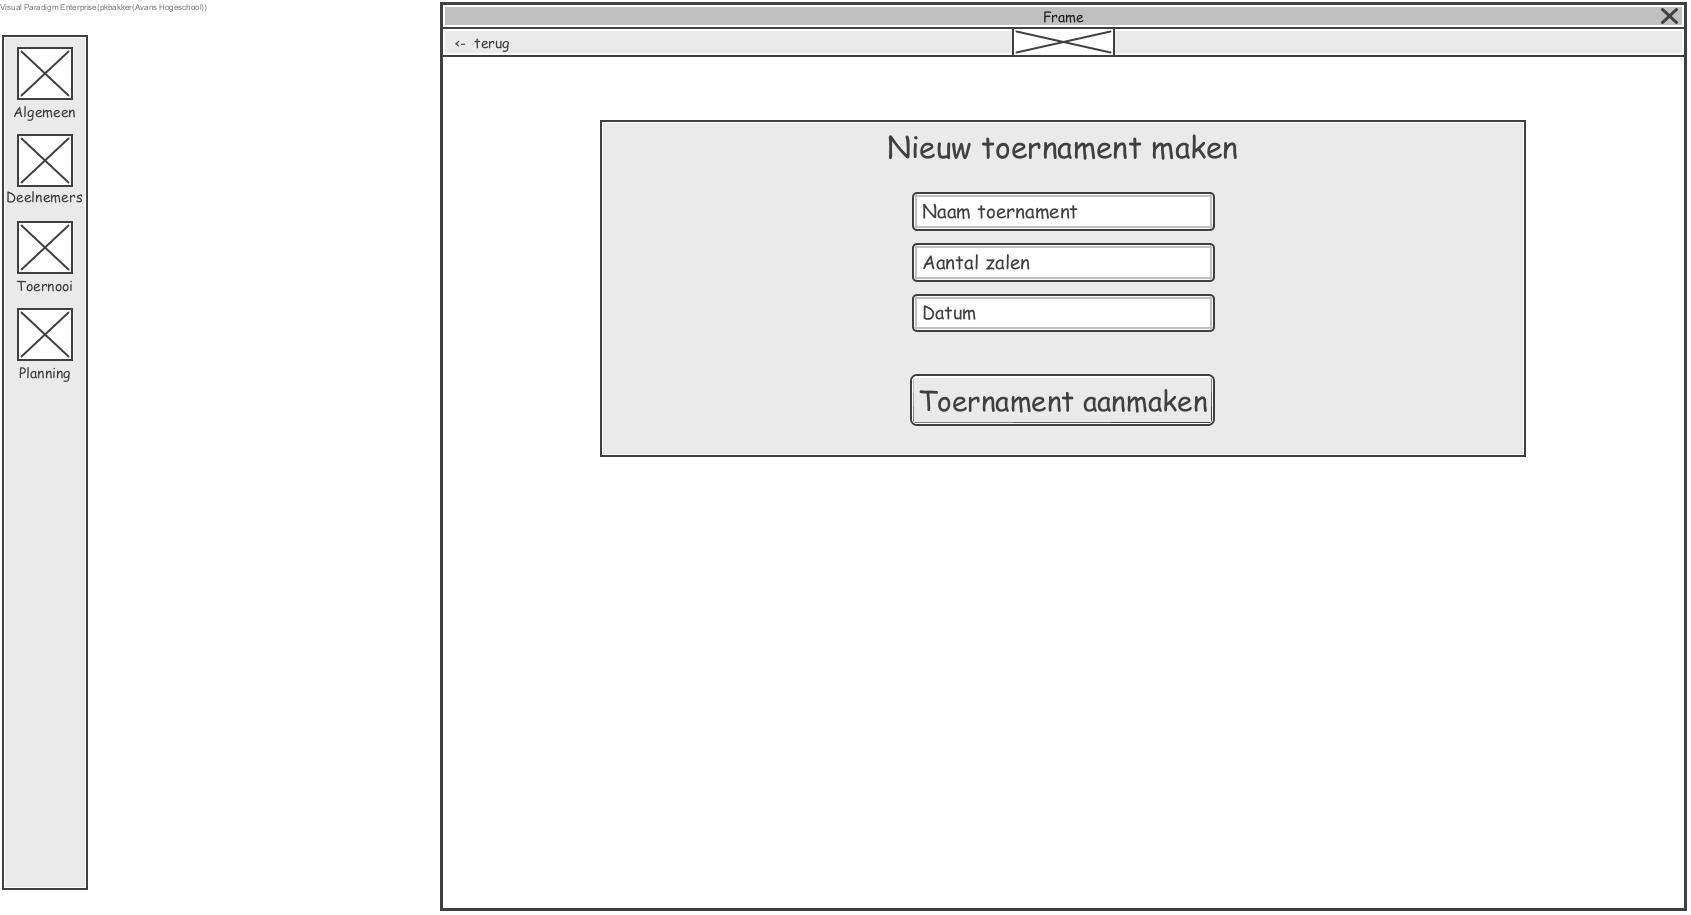 Visual Paradigm Enterprise(pkbakker(Avans Hogeschool))
Algemeen
Deelnemers
Toernooi
Planning
Frame
<- terug
Nieuw toernament maken
Naam toernament
Aantal zalen
Datum
Toernament aanmaken